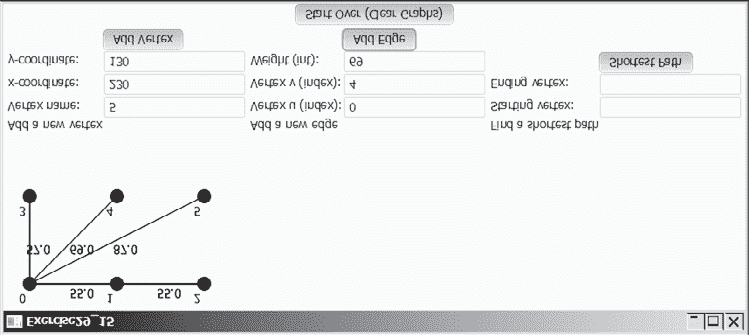 Exercise29_15
0 55.0 1 55.0 2
57.0 69.0 87.0
3 4 5
Add a new vertex Add a new edge Find a shortest path
Vertex name: 5 Vertex u (index): 0 Starting vertex:
x-coordinate: 230 Vertex v (index): 4 Ending vertex:
y-coordinate: 130 Weight (int): 69 Shortest Path
Add Vertex Add Edge
Start Over (Clear Graphs)